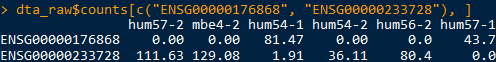 > dta_raw$counts[c("ENSG00000176868", "ENSG00000233728"), ]
hum57-2 mbe4-2 hum54-1 hum54-2 hum56-2 hum57-1
ENSG00000176868 0.00 0.00 81.47 0.00 0.0 43.7
ENSG00000233728 111.63 129.08 1.91 36.11 80.4 0.0